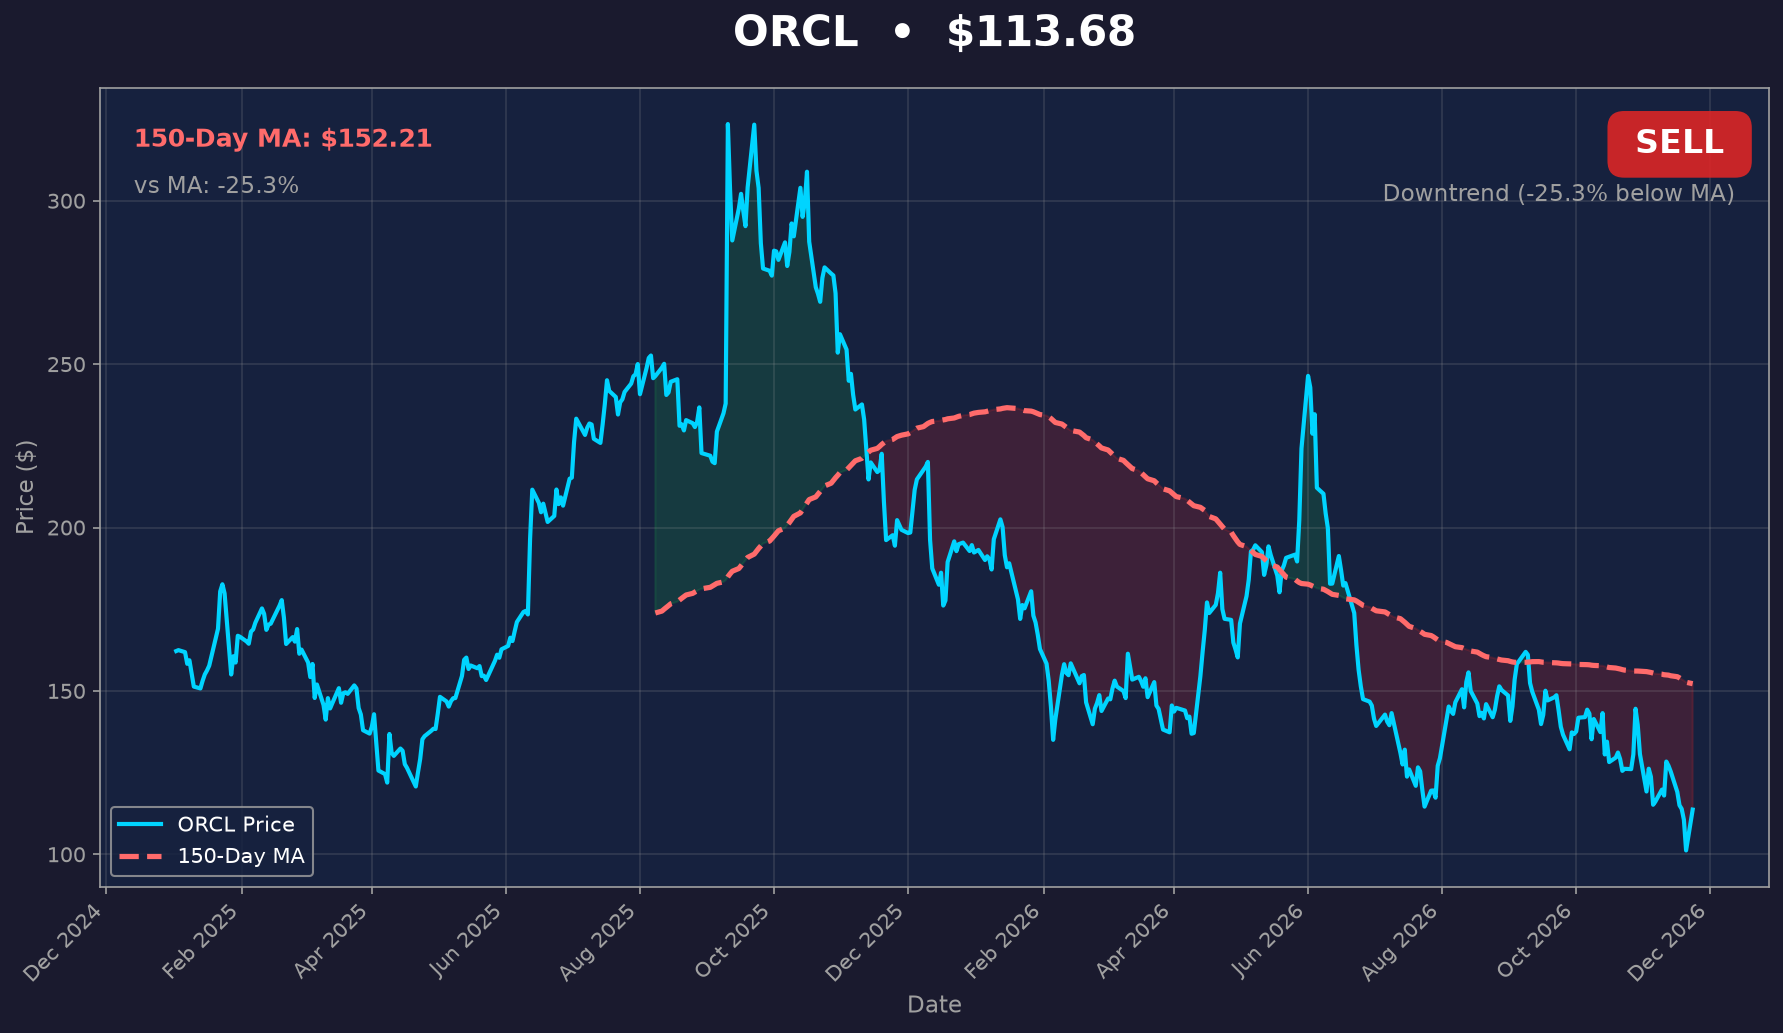 ORCL • $113.68
150-Day MA: $152.21
vs MA: -25.3%
SELL
Downtrend (-25.3% below MA)
Price ($)
300
250
200
150
100
ORCL Price
150-Day MA
Dec 2024
Feb 2025
Apr 2025
Jun 2025
Aug 2025
Oct 2025
Dec 2025
Feb 2026
Apr 2026
Jun 2026
Aug 2026
Oct 2026
Dec 2026
Date